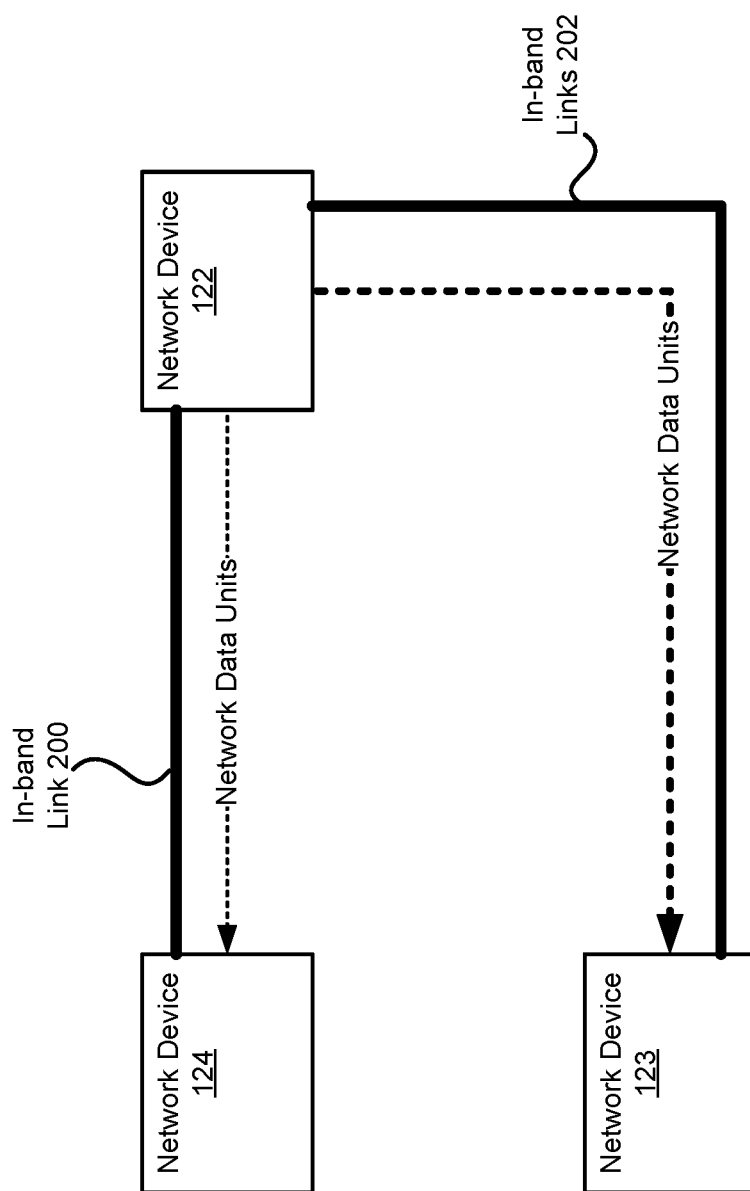 In-band
Link 200
Network Device
124
Network Device
122
Network Data Units
In-band
Links 202
Network Device
123
Network Data Units